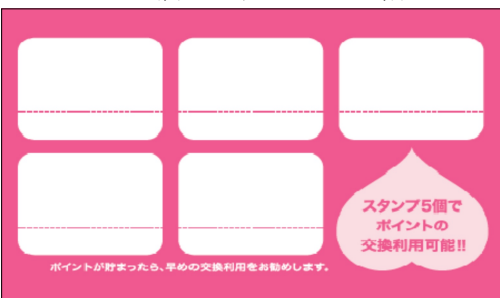 スタンプ5個で
ポイントの
交換利用可能!!
ポイントが貯まったら、早めの交換利用をお勧めします。